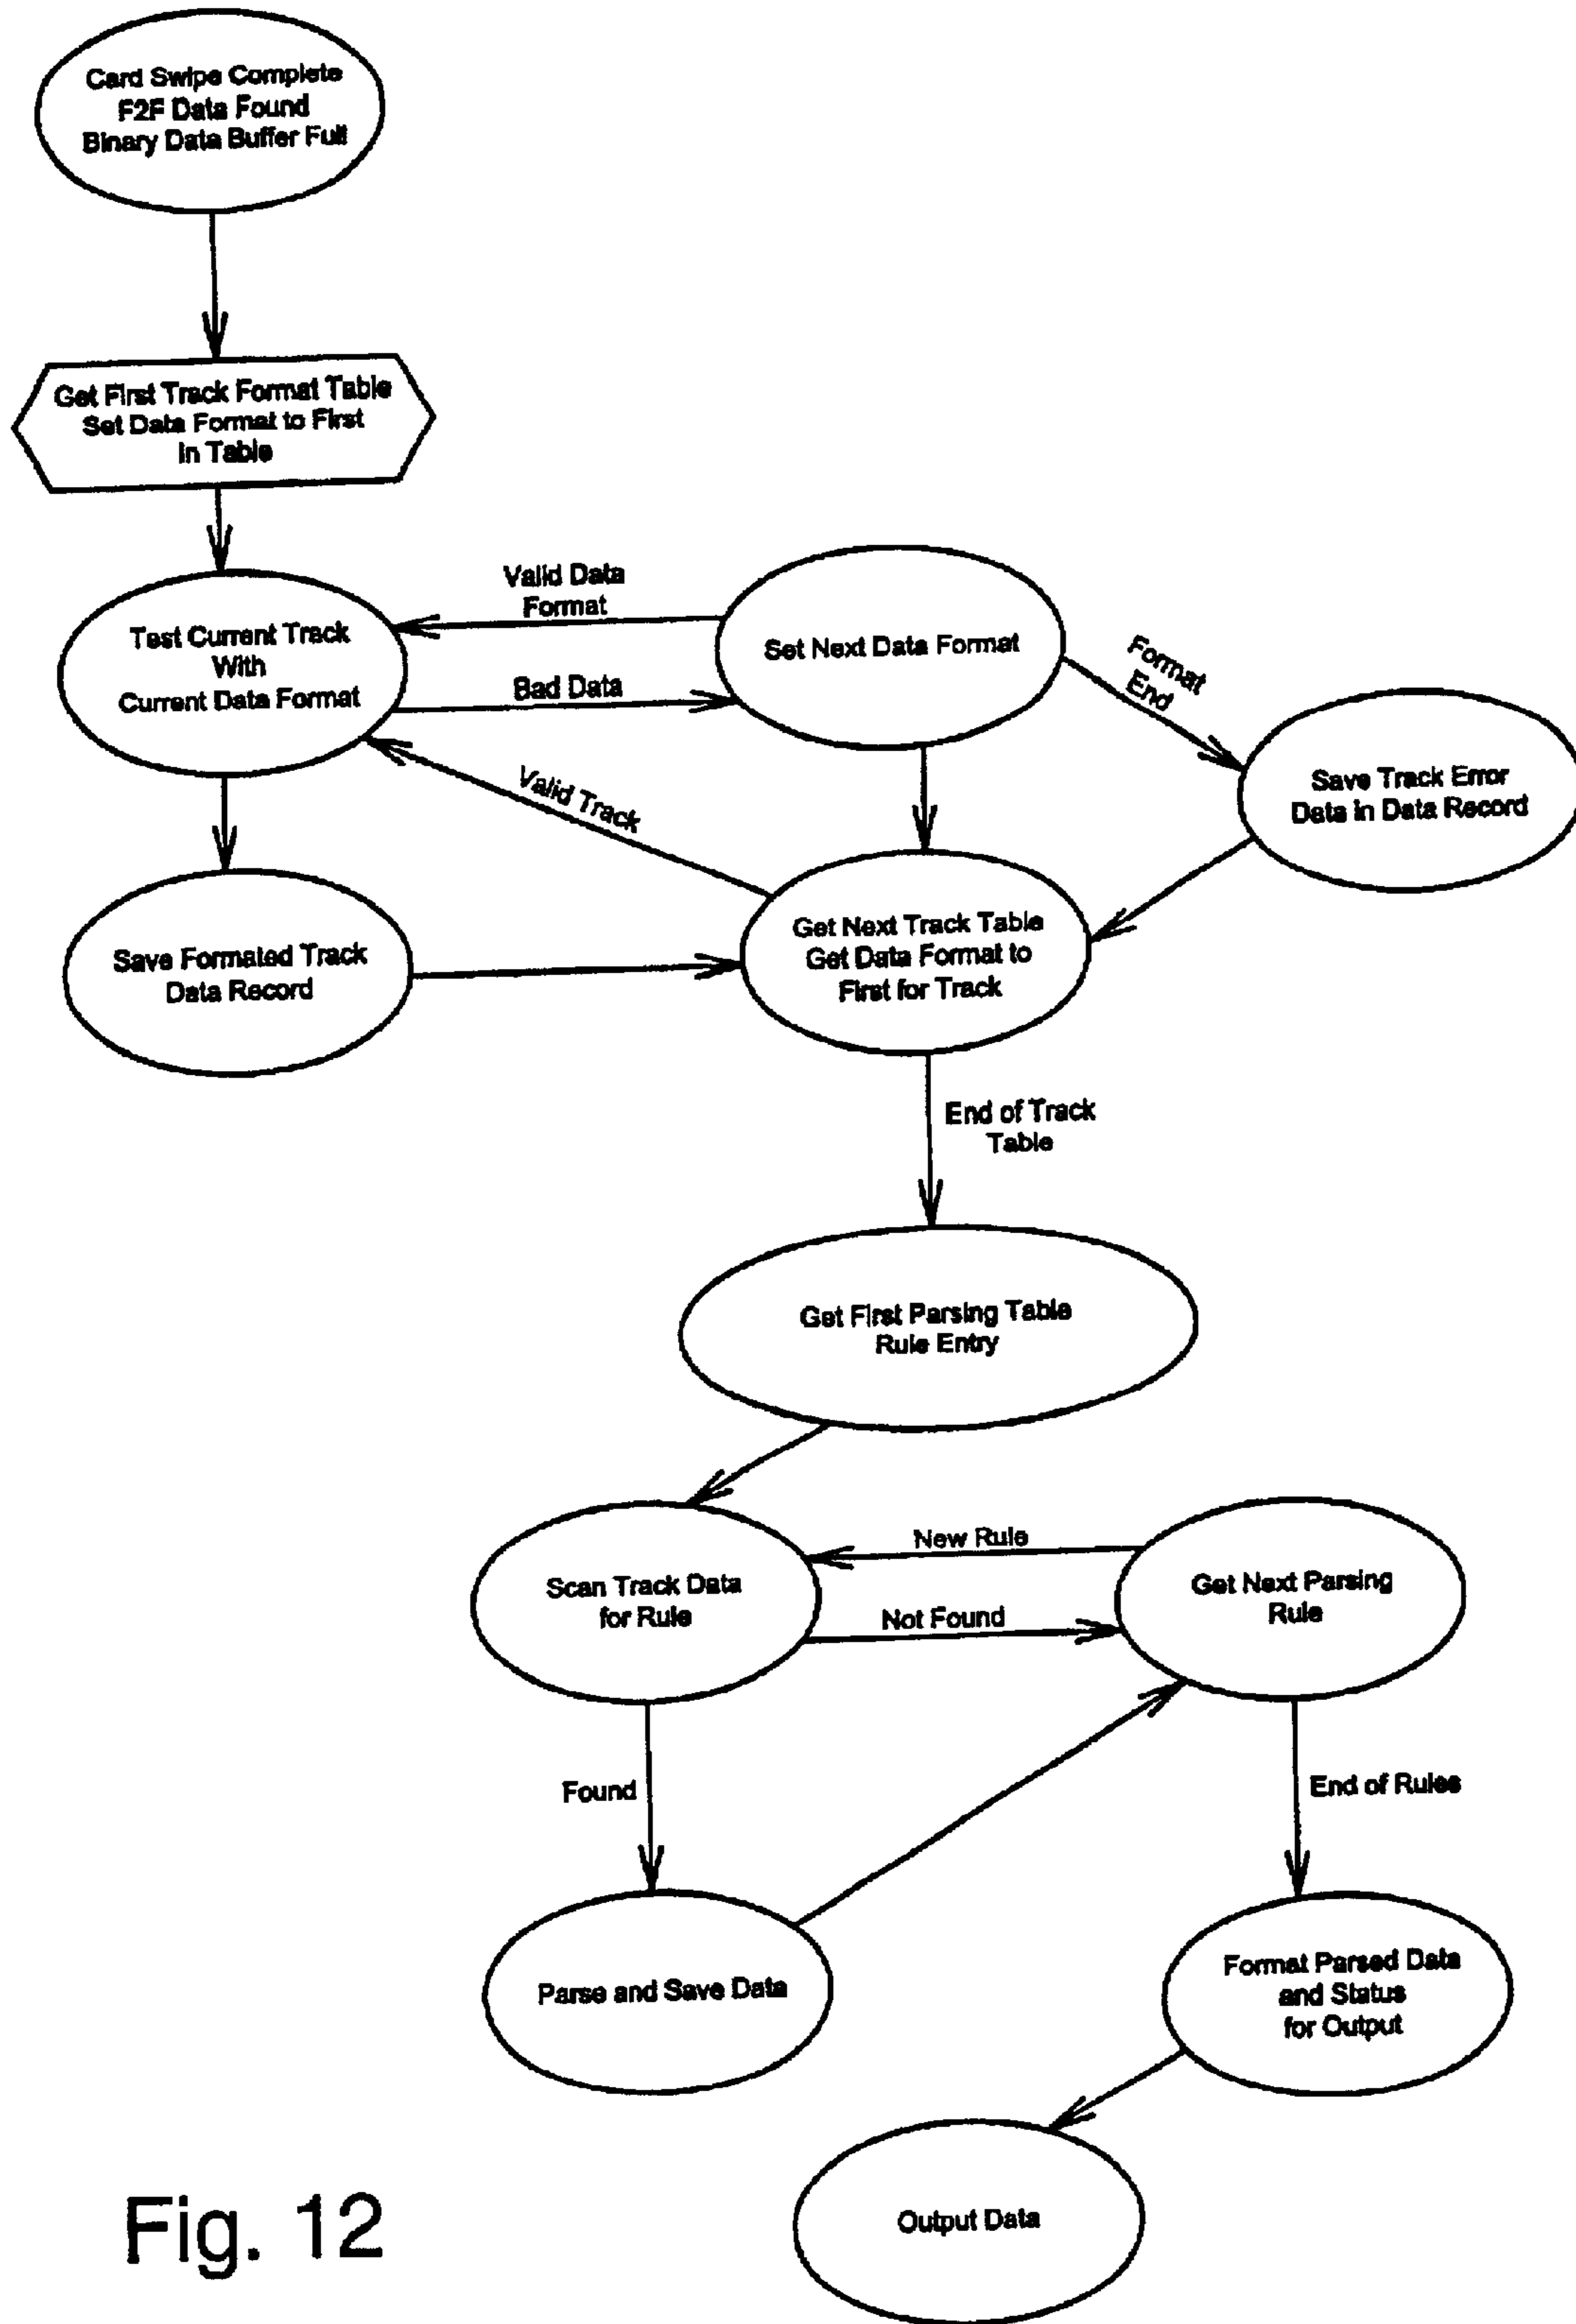 Card Swipe Complete
F2F Data Found
Binary Data Buffer Full
Get First Track Format Table
Set Data Format to First
In Table
Test Current Track
With
Current Data Format
Valid Data
Format
Bad Data
Set Next Data Format
Format
End
Save Track Error
Data in Data Record
Valid Track
Save Formated Track
Data Record
Get Next Track Table
Get Data Format to
First for Track
End of Track
Table
Get First Parsing Table
Rule Entry
Scan Track Data
for Rule
New Rule
Not Found
Get Next Parsing
Rule
Found
End of Rules
Parse and Save Data
Format Parsed Data
and Status
for Output
Output Data
Fig. 12